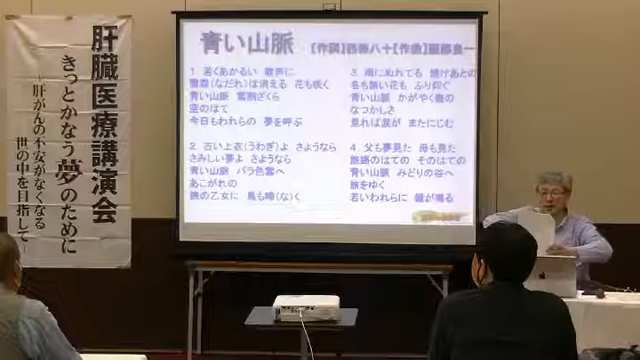 肝臓医療講演会
きっとかなう夢のために
肝がんの不安がなくなる
世の中を目指して
青い山脈 【作詞】西條八十【作曲】服部良一
1 若くあかるい 歌声に
雪崩(なだれ)は消える 花も咲く
青い山脈 雪割ざくら
空のはて
今日もわれらの 夢を呼ぶ
2．古い上衣(うわぎ)よ さようなら
さみしい夢よ さようなら
青い山脈 バラ色雲へ
あこがれの
旅の乙女に 鳥も啼(な)く
3 雨にぬれてる 焼けあとの
名も無い花も ふり仰ぐ
青い山脈 かがやく嶺の
なつかしさ
見れば涙が またにじむ
4．父も夢見た 母も見た
旅路のはての そのはての
青い山脈 みどりの谷へ
旅をゆく
若いわれらに 鐘が鳴る